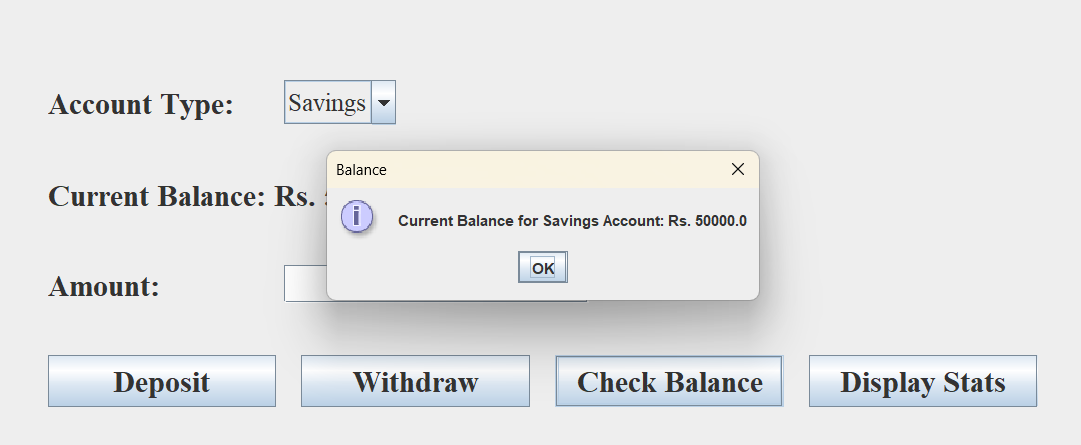 Account Type:
Savings
Balance
Current Balance: Rs.
Current Balance for Savings Account: Rs. 50000.0
OK
Amount:
Deposit
Withdraw
Check Balance
Display Stats